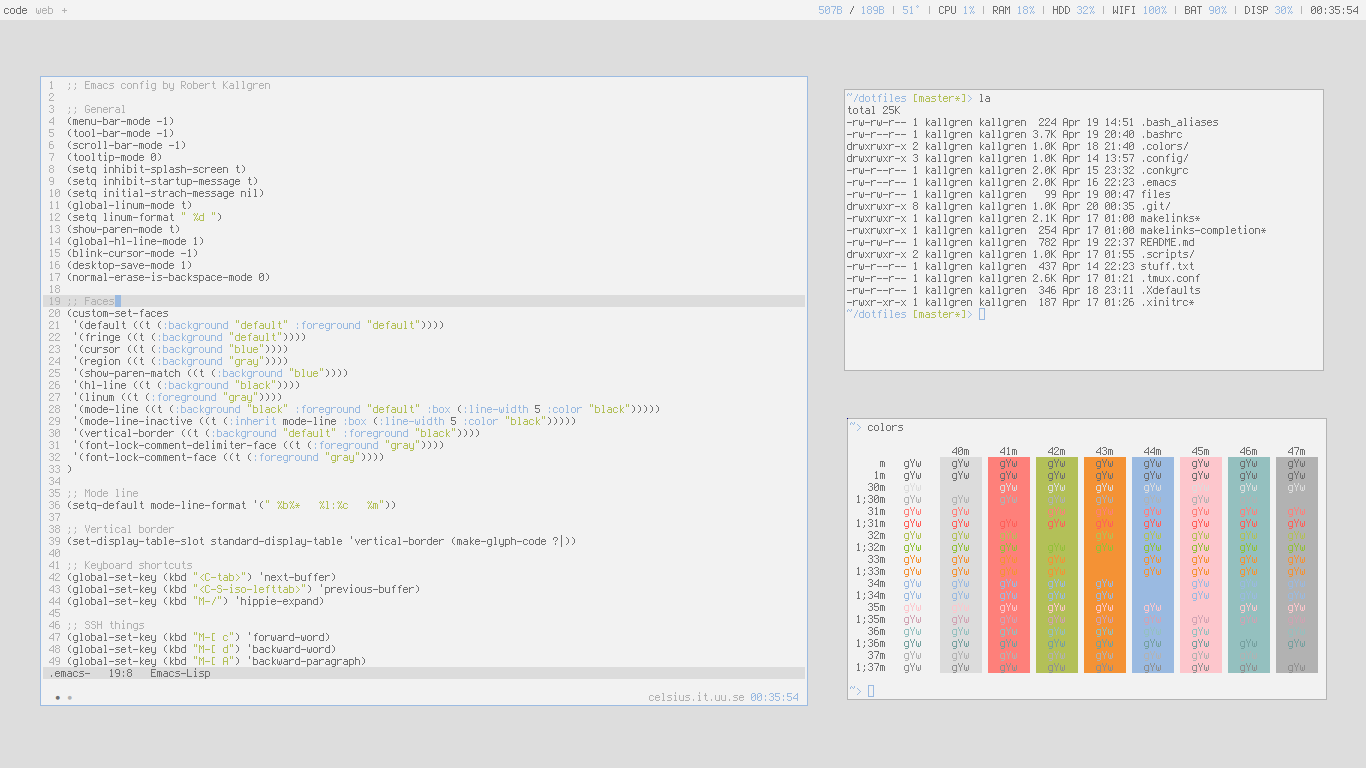 code web +
507B / 189B | 51° | CPU 1% | RAM 18% | HDD 32% | WIFI 100% | BAT 90% | DISP 30% | 00:35:54
1 ;; Emacs config by Robert Kallgren
2
3 ;; General
4 (menu-bar-mode -1)
5 (tool-bar-mode -1)
6 (scroll-bar-mode -1)
7 (tooltip-mode 0)
8 (setq inhibit-splash-screen t)
9 (setq inhibit-startup-message t)
10 (setq initial-strach-message nil)
11 (global-linum-mode t)
12 (setq linum-format " %d ")
13 (show-paren-mode t)
14 (global-hl-line-mode 1)
15 (blink-cursor-mode -1)
16 (desktop-save-mode 1)
17 (normal-erase-is-backspace-mode 0)
18
19 ;; Faces
20 (custom-set-faces
21 '(default ((t (:background "default" :foreground "default"))))
22 '(fringe ((t (:background "default"))))
23 '(cursor ((t (:background "blue"))))
24 '(region ((t (:background "gray"))))
25 '(show-paren-match ((t (:background "blue"))))
26 '(hl-line ((t (:background "black"))))
27 '(linum ((t (:foreground "gray"))))
28 '(mode-line ((t (:background "black" :foreground "default" :box (:line-width 5 :color "black")))))
29 '(mode-line-inactive ((t (:inherit mode-line :box (:line-width 5 :color "black")))))
30 '(vertical-border ((t (:background "default" :foreground "black"))))
31 '(font-lock-comment-delimiter-face ((t (:foreground "gray"))))
32 '(font-lock-comment-face ((t (:foreground "gray"))))
33 )
34
35 ;; Mode line
36 (setq-default mode-line-format '(" %b%*   %l:%c   %m"))
37
38 ;; Vertical border
39 (set-display-table-slot standard-display-table 'vertical-border (make-glyph-code ?|))
40
41 ;; Keyboard shortcuts
42 (global-set-key (kbd "<C-tab>") 'next-buffer)
43 (global-set-key (kbd "<C-S-iso-lefttab>") 'previous-buffer)
44 (global-set-key (kbd "M-/") 'hippie-expand)
45
46 ;; SSH things
47 (global-set-key (kbd "M-[ c") 'forward-word)
48 (global-set-key (kbd "M-[ d") 'backward-word)
49 (global-set-key (kbd "M-[ A") 'backward-paragraph)
.emacs-   19:8   Emacs-Lisp
celsius.it.uu.se 00:35:54
~/dotfiles [master*]> la
total 25K
-rw-rw-r-- 1 kallgren kallgren  224 Apr 19 14:51 .bash_aliases
-rw-r--r-- 1 kallgren kallgren 3.7K Apr 19 20:40 .bashrc
drwxrwxr-x 2 kallgren kallgren 1.0K Apr 18 21:40 .colors/
drwxrwxr-x 3 kallgren kallgren 1.0K Apr 14 13:57 .config/
-rw-rw-r-- 1 kallgren kallgren 2.0K Apr 15 23:32 .conkyrc
-rw-rw-r-- 1 kallgren kallgren 2.0K Apr 16 22:23 .emacs
-rw-rw-r-- 1 kallgren kallgren   99 Apr 19 00:47 files
drwxrwxr-x 8 kallgren kallgren 1.0K Apr 20 00:35 .git/
-rwxrwxr-x 1 kallgren kallgren 2.1K Apr 17 01:00 makelinks*
-rwxrwxr-x 1 kallgren kallgren  254 Apr 17 01:00 makelinks-completion*
-rw-rw-r-- 1 kallgren kallgren  782 Apr 19 22:37 README.md
drwxrwxr-x 2 kallgren kallgren 1.0K Apr 17 01:55 .scripts/
-rw-r--r-- 1 kallgren kallgren  437 Apr 14 22:23 stuff.txt
-rw-r--r-- 1 kallgren kallgren 2.6K Apr 17 01:21 .tmux.conf
-rw-rw-r-- 1 kallgren kallgren  346 Apr 18 23:11 .Xdefaults
-rwxr-xr-x 1 kallgren kallgren  187 Apr 17 01:26 .xinitrc*
~/dotfiles [master*]>
~> colors
40m 41m 42m 43m 44m 45m 46m 47m
m gYw gYw gYw gYw gYw gYw gYw gYw gYw
1m gYw gYw gYw gYw gYw gYw gYw gYw gYw
30m gYw gYw gYw gYw gYw gYw gYw gYw
1;30m gYw gYw gYw gYw gYw gYw gYw gYw
31m gYw gYw gYw gYw gYw gYw gYw gYw
1;31m gYw gYw gYw gYw gYw gYw gYw gYw gYw
32m gYw gYw gYw gYw gYw gYw gYw gYw
1;32m gYw gYw gYw gYw gYw gYw gYw gYw gYw
33m gYw gYw gYw gYw gYw gYw gYw gYw
1;33m gYw gYw gYw gYw gYw gYw gYw gYw
34m gYw gYw gYw gYw gYw gYw gYw gYw
1;34m gYw gYw gYw gYw gYw gYw gYw gYw
35m gYw gYw gYw gYw gYw gYw gYw gYw
1;35m gYw gYw gYw gYw gYw gYw gYw gYw gYw
36m gYw gYw gYw gYw gYw gYw gYw gYw
1;36m gYw gYw gYw gYw gYw gYw gYw gYw gYw
37m gYw gYw gYw gYw gYw gYw gYw gYw
1;37m gYw gYw gYw gYw gYw gYw gYw gYw gYw
~>